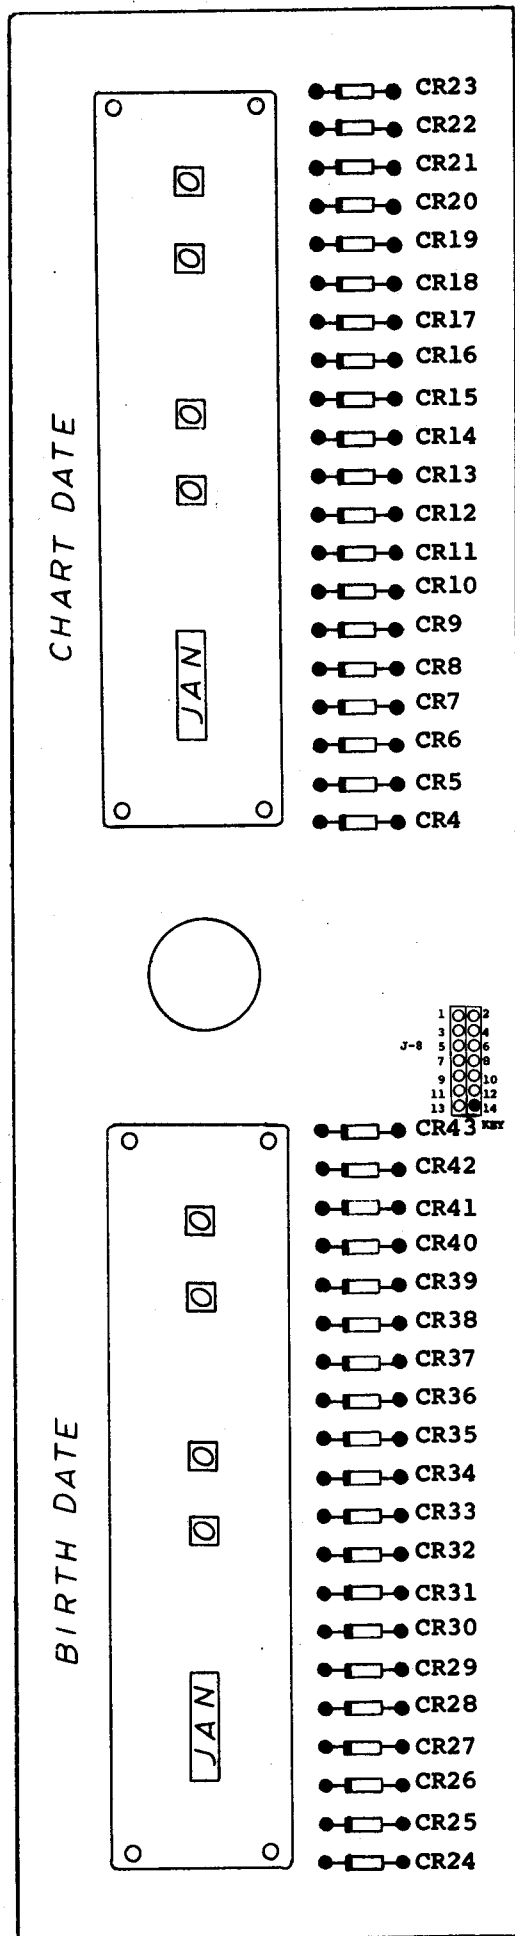 CHART DATE
0
0
0
0
JAN
CR23
CR22
CR21
CR20
CR19
CR18
CR17
CR16
CR15
CR14
CR13
CR12
CR11
CR10
CR9
CR8
CR7
CR6
CR5
CR4
J-8
1 2
3 4
5 6
7 8
9 10
11 12
13 14
KEY
BIRTH DATE
0
0
0
0
JAN
CR43
CR42
CR41
CR40
CR39
CR38
CR37
CR36
CR35
CR34
CR33
CR32
CR31
CR30
CR29
CR28
CR27
CR26
CR25
CR24